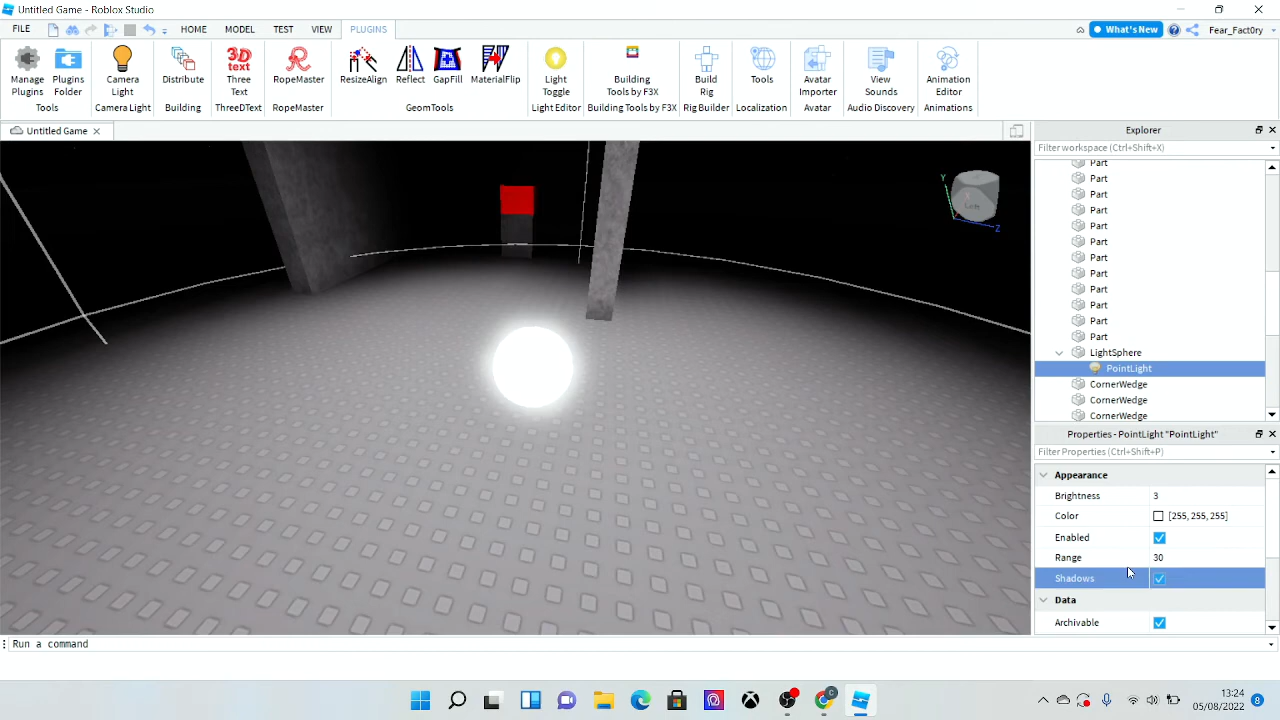 Untitled Game - Roblox Studio
FILE HOME MODEL TEST VIEW PLUGINS What's New Fear_Fact0ry
Manage Plugins Plugins Folder Camera Light Distribute Three Text RopeMaster ResizeAlign Reflect GapFill MaterialFlip Light Toggle Building Tools by F3X Build Rig Tools Avatar Importer View Sounds Animation Editor
3D text
Tools Camera Light Building ThreeDText RopeMaster GeomTools Light Editor Building Tools by F3X Rig Builder Localization Avatar Audio Discovery Animations
Untitled Game
Explorer
Filter workspace (Ctrl+Shift+X)
Part
Part
Part
Part
Part
Part
Part
Part
Part
Part
Part
Part
LightSphere
PointLight
CornerWedge
CornerWedge
CornerWedge
Y
Z
Properties - PointLight "PointLight"
Filter Properties (Ctrl+Shift+P)
Appearance
Brightness 3
Color [255, 255, 255]
Enabled
Range 30
Shadows
Data
Archivable
Run a command
13:24
05/08/2022
8